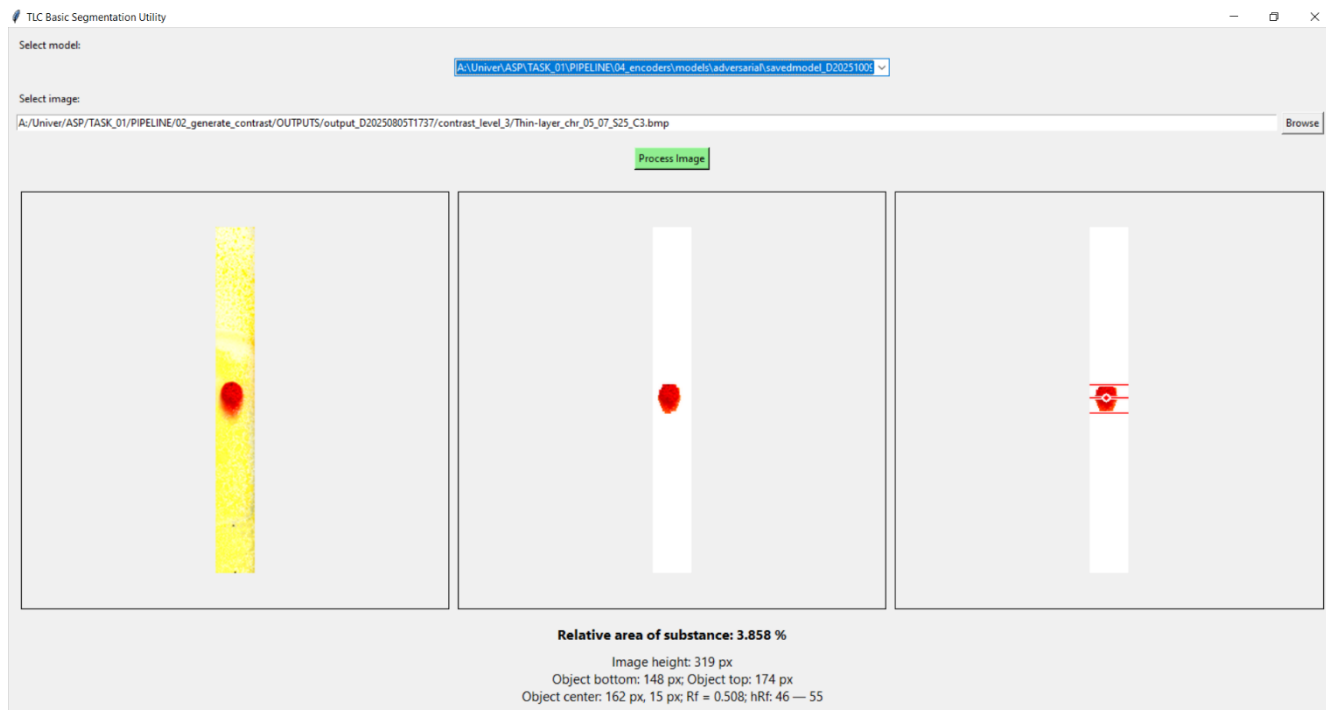 TLC Basic Segmentation Utility
Select model:
A:\Univer\ASP\TASK_01\PIPELINE\04_encoders\models\adversarial\savedmodel_D20251009
Select image:
A:/Univer/ASP/TASK_01/PIPELINE/02_generate_contrast/OUTPUTS/output_D20250805T1737/contrast_level_3/Thin-layer_chr_05_07_S25_C3.bmp
Browse
Process Image
Relative area of substance: 3.858 %
Image height: 319 px
Object bottom: 148 px; Object top: 174 px
Object center: 162 px, 15 px; Rf = 0.508; hRf: 46 — 55